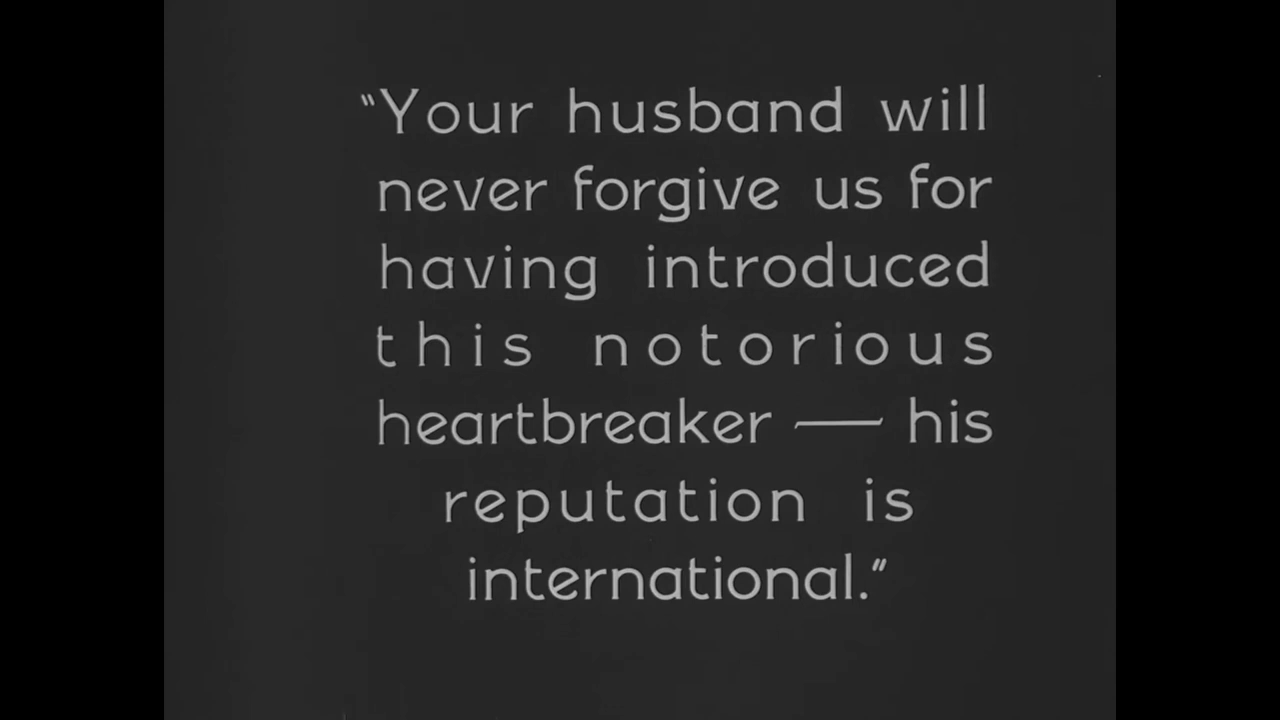 "Your husband will
never forgive us for
having introduced
this notorious
heartbreaker — his
reputation is
international."